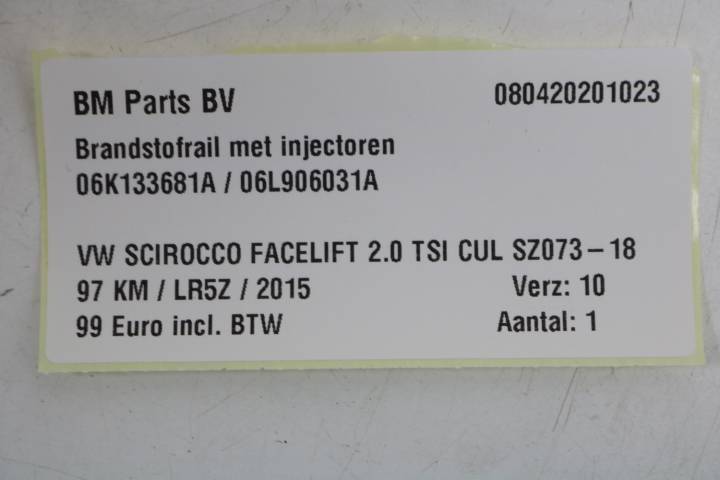 BM Parts BV 080420201023
Brandstofrail met injectoren
06K133681A / 06L906031A
VW SCIROCCO FACELIFT 2.0 TSI CUL SZ073-18
97 KM / LR5Z / 2015 Verz: 10
99 Euro incl. BTW Aantal: 1